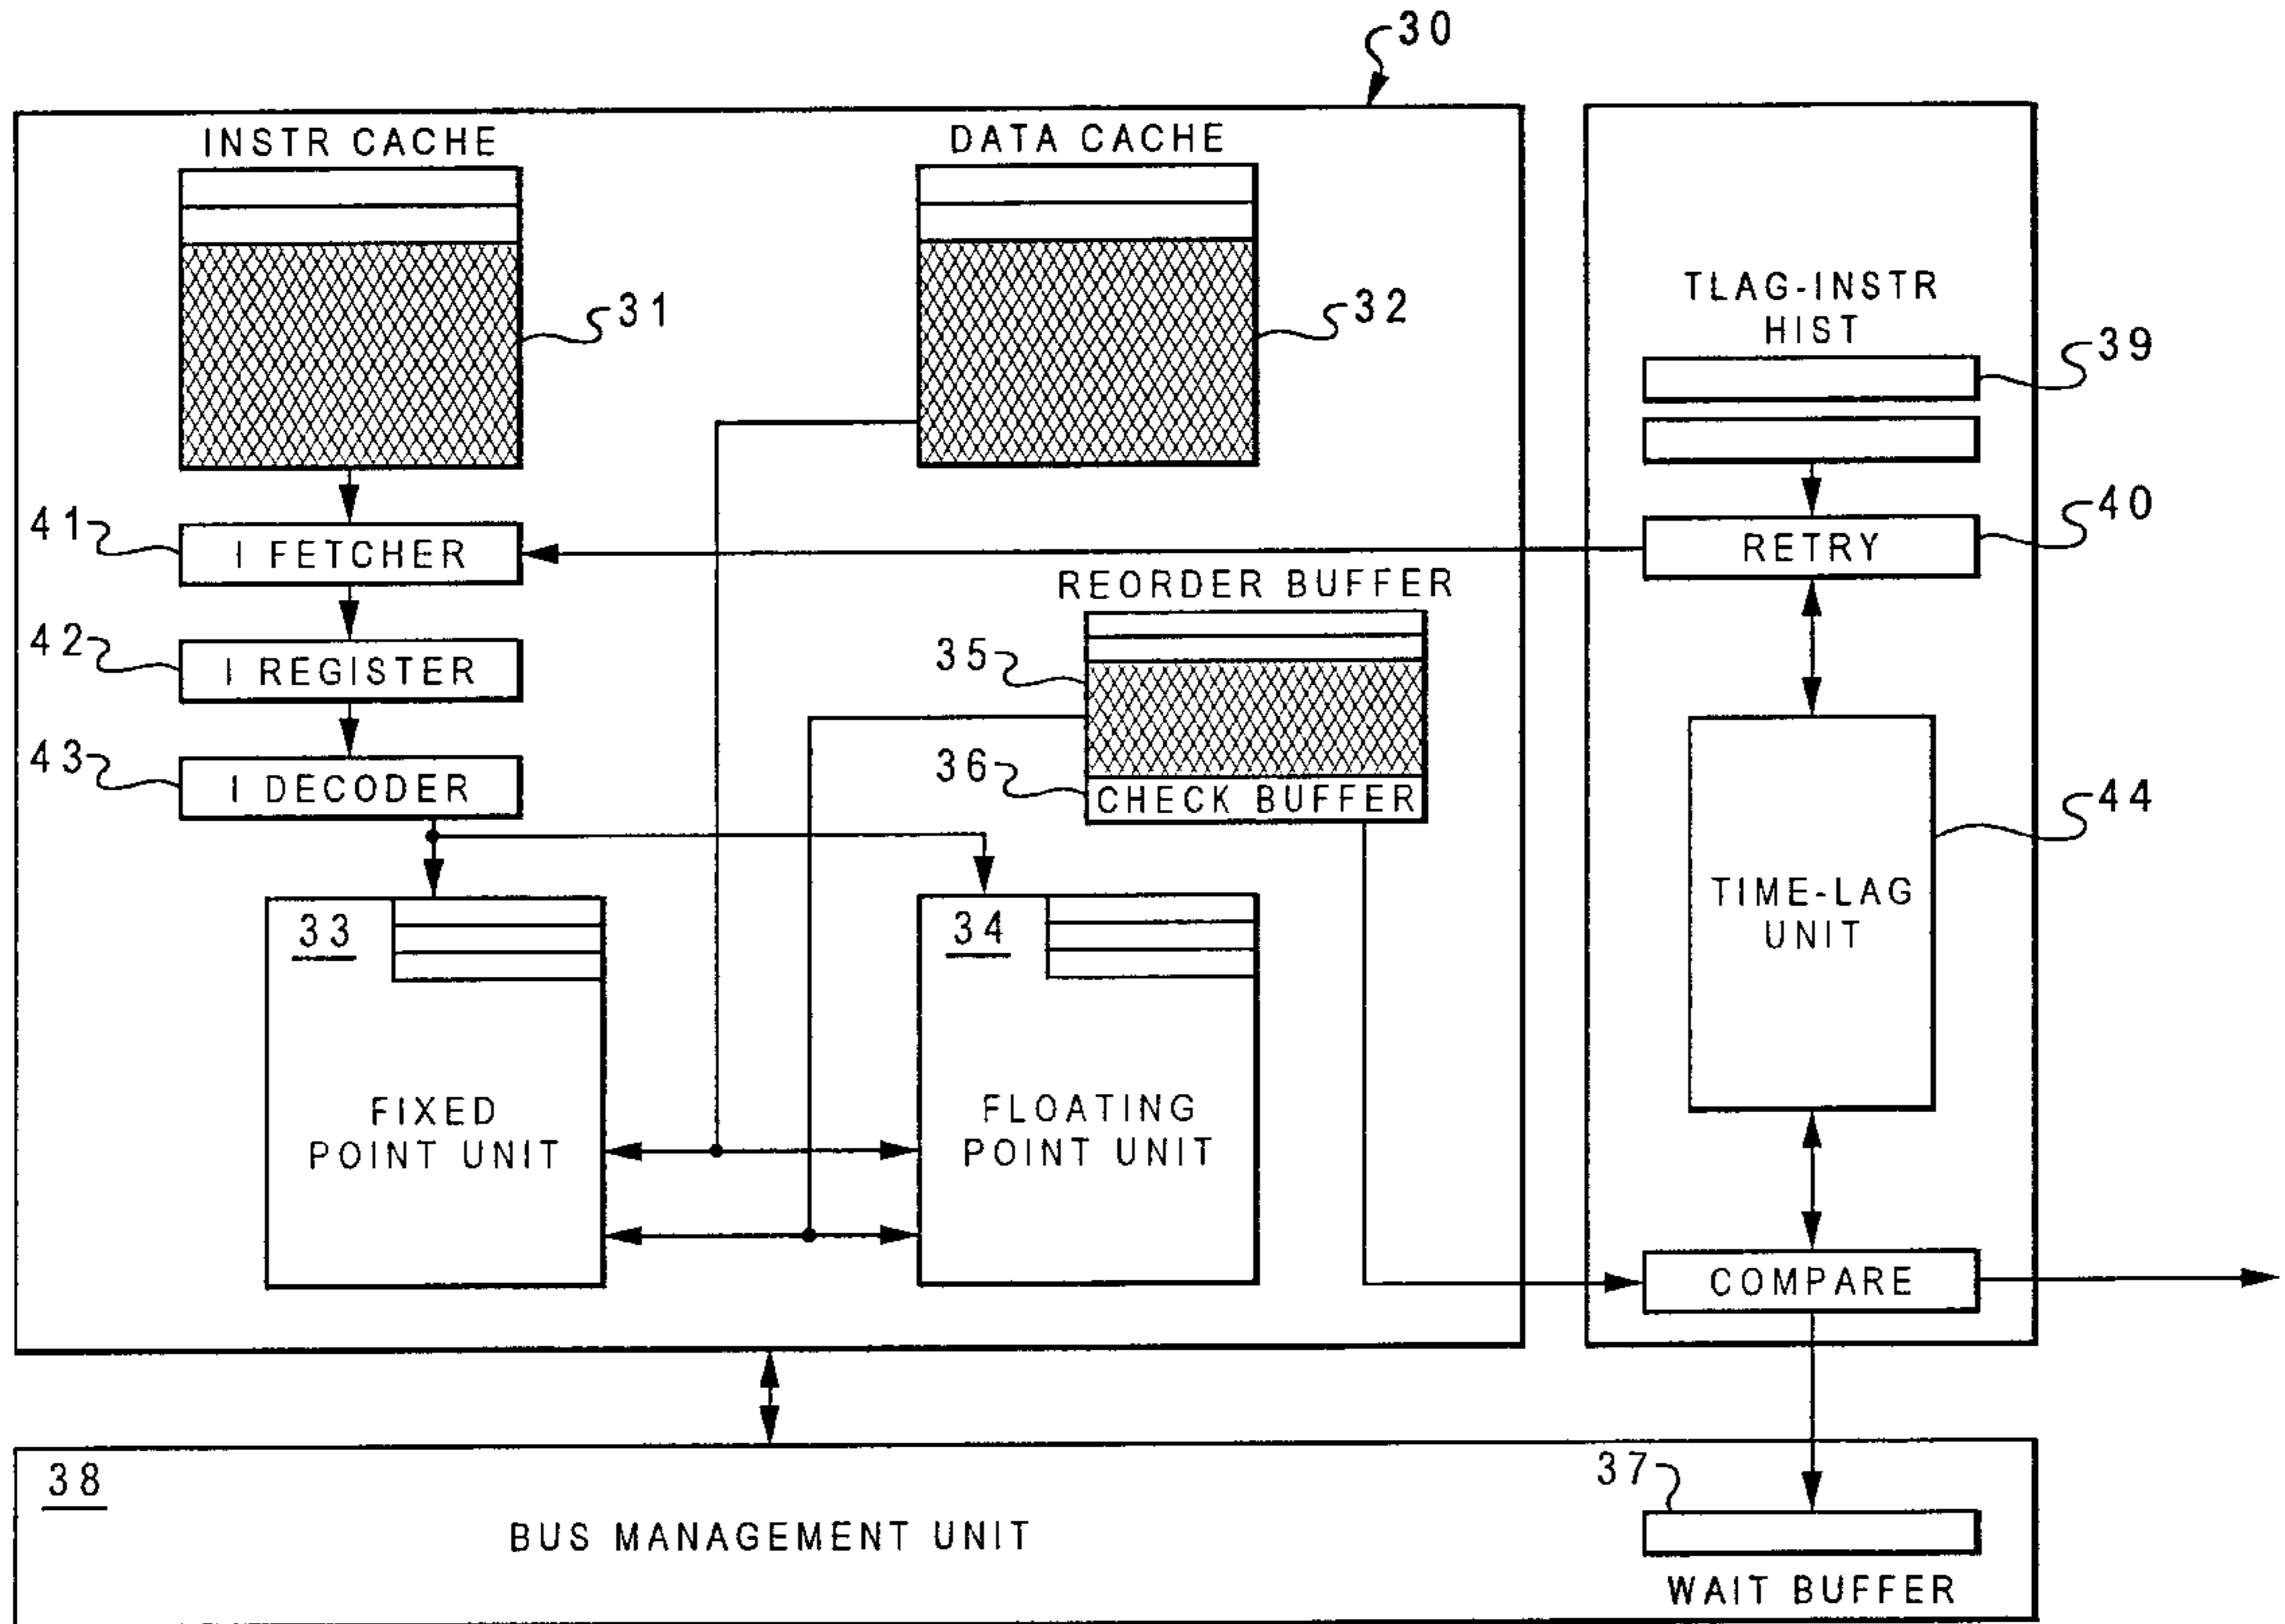 30
INSTR CACHE
DATA CACHE
31
32
TLAG-INSTR
HIST
39
41
I FETCHER
RETRY
40
REORDER BUFFER
42
I REGISTER
35
43
I DECODER
36
CHECK BUFFER
44
33
34
TIME-LAG
UNIT
FIXED
POINT UNIT
FLOATING
POINT UNIT
COMPARE
38
37
BUS MANAGEMENT UNIT
WAIT BUFFER